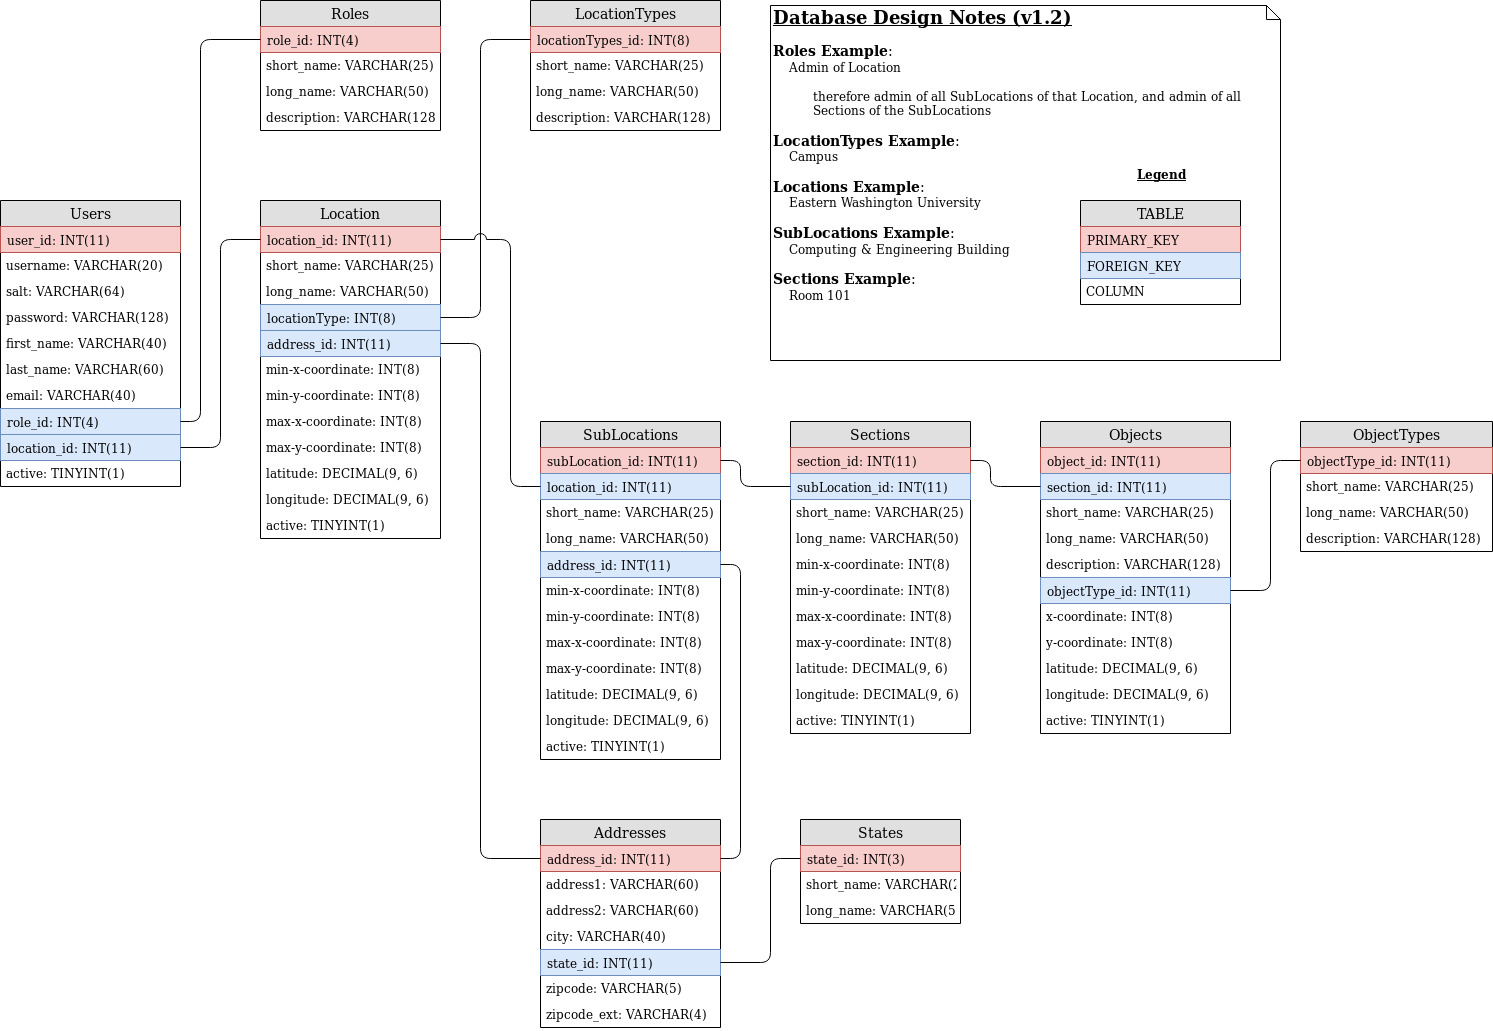 Roles
role_id: INT(4)
short_name: VARCHAR(25)
long_name: VARCHAR(50)
description: VARCHAR(128
LocationTypes
locationTypes_id: INT(8)
short_name: VARCHAR(25)
long_name: VARCHAR(50)
description: VARCHAR(128)
Database Design Notes (v1.2)
Roles Example:
Admin of Location
therefore admin of all SubLocations of that Location, and admin of all
Sections of the SubLocations
LocationTypes Example:
Campus
Locations Example:
Eastern Washington University
SubLocations Example:
Computing & Engineering Building
Sections Example:
Room 101
Legend
TABLE
PRIMARY_KEY
FOREIGN_KEY
COLUMN
Users
user_id: INT(11)
username: VARCHAR(20)
salt: VARCHAR(64)
password: VARCHAR(128)
first_name: VARCHAR(40)
last_name: VARCHAR(60)
email: VARCHAR(40)
role_id: INT(4)
location_id: INT(11)
active: TINYINT(1)
Location
location_id: INT(11)
short_name: VARCHAR(25)
long_name: VARCHAR(50)
locationType: INT(8)
address_id: INT(11)
min-x-coordinate: INT(8)
min-y-coordinate: INT(8)
max-x-coordinate: INT(8)
max-y-coordinate: INT(8)
latitude: DECIMAL(9, 6)
longitude: DECIMAL(9, 6)
active: TINYINT(1)
SubLocations
subLocation_id: INT(11)
location_id: INT(11)
short_name: VARCHAR(25)
long_name: VARCHAR(50)
address_id: INT(11)
min-x-coordinate: INT(8)
min-y-coordinate: INT(8)
max-x-coordinate: INT(8)
max-y-coordinate: INT(8)
latitude: DECIMAL(9, 6)
longitude: DECIMAL(9, 6)
active: TINYINT(1)
Sections
section_id: INT(11)
subLocation_id: INT(11)
short_name: VARCHAR(25)
long_name: VARCHAR(50)
min-x-coordinate: INT(8)
min-y-coordinate: INT(8)
max-x-coordinate: INT(8)
max-y-coordinate: INT(8)
latitude: DECIMAL(9, 6)
longitude: DECIMAL(9, 6)
active: TINYINT(1)
Objects
object_id: INT(11)
section_id: INT(11)
short_name: VARCHAR(25)
long_name: VARCHAR(50)
description: VARCHAR(128)
objectType_id: INT(11)
x-coordinate: INT(8)
y-coordinate: INT(8)
latitude: DECIMAL(9, 6)
longitude: DECIMAL(9, 6)
active: TINYINT(1)
ObjectTypes
objectType_id: INT(11)
short_name: VARCHAR(25)
long_name: VARCHAR(50)
description: VARCHAR(128)
Addresses
address_id: INT(11)
address1: VARCHAR(60)
address2: VARCHAR(60)
city: VARCHAR(40)
state_id: INT(11)
zipcode: VARCHAR(5)
zipcode_ext: VARCHAR(4)
States
state_id: INT(3)
short_name: VARCHAR(
long_name: VARCHAR(5